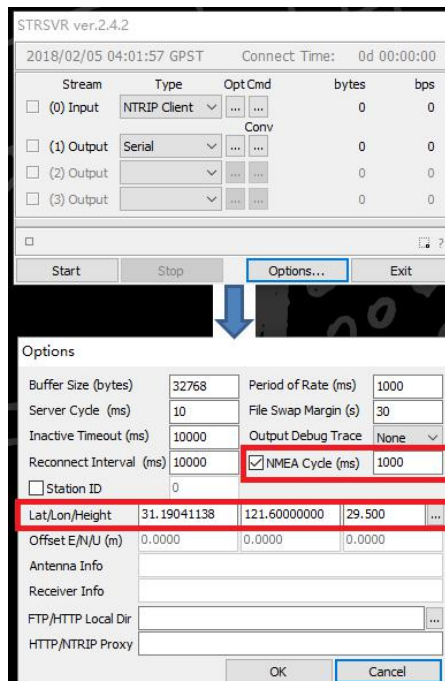 STRSVR ver.2.4.2
2018/02/05 04:01:57 GPST Connect Time: 0d 00:00:00
Stream Type Opt Cmd bytes bps
(0) Input NTRIP Client ... ... 0 0
Conv
(1) Output Serial ... ... 0 0
(2) Output ... ... 0 0
(3) Output ... ... 0 0
?
Start Stop Options... Exit
Options
Buffer Size (bytes) 32768 Period of Rate (ms) 1000
Server Cycle (ms) 10 File Swap Margin (s) 30
Inactive Timeout (ms) 10000 Output Debug Trace None
Reconnect Interval (ms) 10000 NMEA Cycle (ms) 1000
Station ID 0
Lat/Lon/Height 31.19041138 121.60000000 29.500 ...
Offset E/N/U (m) 0.0000 0.0000 0.0000
Antenna Info
Receiver Info
FTP/HTTP Local Dir ...
HTTP/NTRIP Proxy
OK Cancel